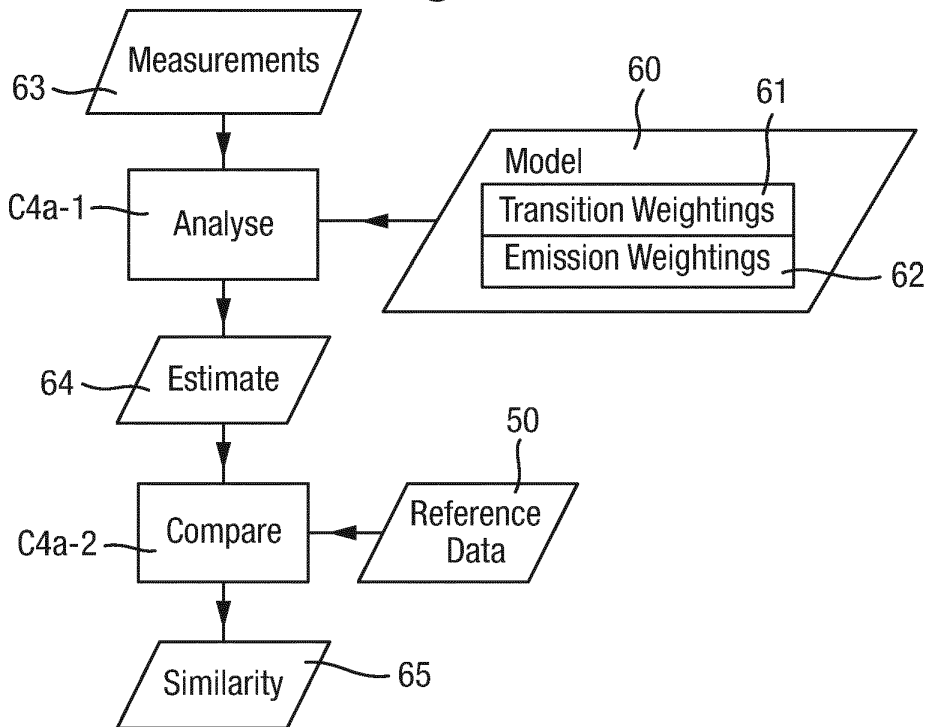 Measurements
63
60
61
Model
Transition Weightings
Emission Weightings
62
C4a-1
Analyse
64
Estimate
50
Reference
Data
C4a-2
Compare
Similarity
65